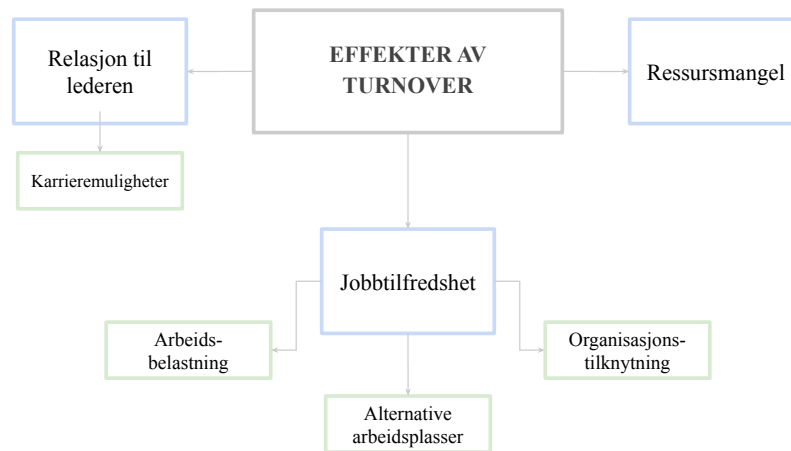 EFFEKTER AV
TURNOVER
Relasjon til
lederen
Ressursmangel
Karrieremuligheter
Jobbtilfredshet
Arbeids-
belastning
Organisasjons-
tilknytning
Alternative
arbeidsplasser